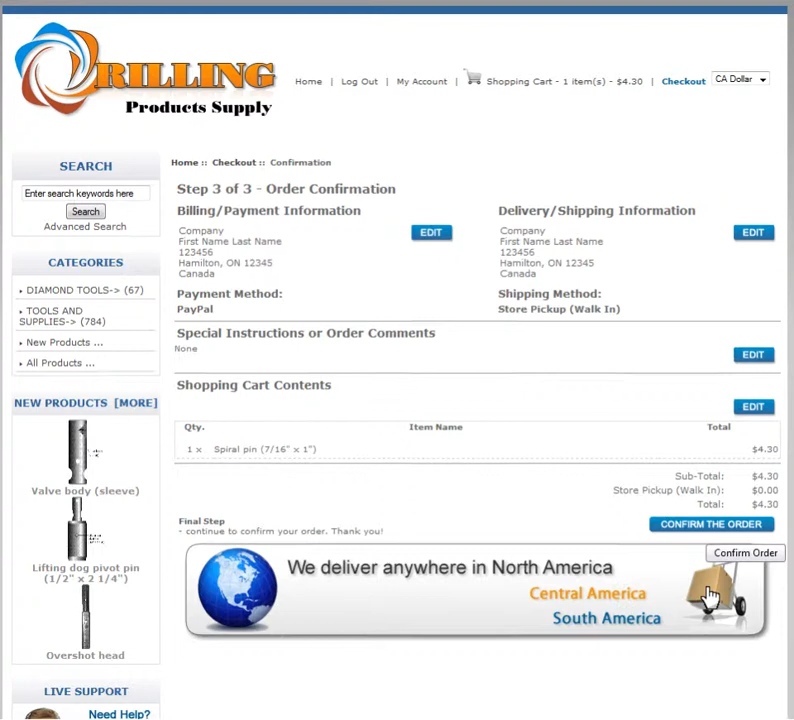 DRILLING
Products Supply
Home | Log Out | My Account | Shopping Cart - 1 item(s) - $4.30 | Checkout CA Dollar
SEARCH
Enter search keywords here
Search
Advanced Search
CATEGORIES
DIAMOND TOOLS-> (67)
TOOLS AND
SUPPLIES-> (784)
New Products ...
All Products ...
NEW PRODUCTS [MORE]
Valve body (sleeve)
Lifting dog pivot pin
(1/2" x 2 1/4")
Overshot head
LIVE SUPPORT
Need Help?
Home :: Checkout :: Confirmation
Step 3 of 3 - Order Confirmation
Billing/Payment Information
EDIT
Company
First Name Last Name
123456
Hamilton, ON 12345
Canada
Payment Method:
PayPal
Delivery/Shipping Information
EDIT
Company
First Name Last Name
123456
Hamilton, ON 12345
Canada
Shipping Method:
Store Pickup (Walk In)
Special Instructions or Order Comments
None
EDIT
Shopping Cart Contents
EDIT
Qty. Item Name Total
1 x Spiral pin (7/16" x 1") $4.30
Sub-Total: $4.30
Store Pickup (Walk In): $0.00
Total: $4.30
Final Step
- continue to confirm your order. Thank you!
CONFIRM THE ORDER
Confirm Order
We deliver anywhere in North America
Central America
South America